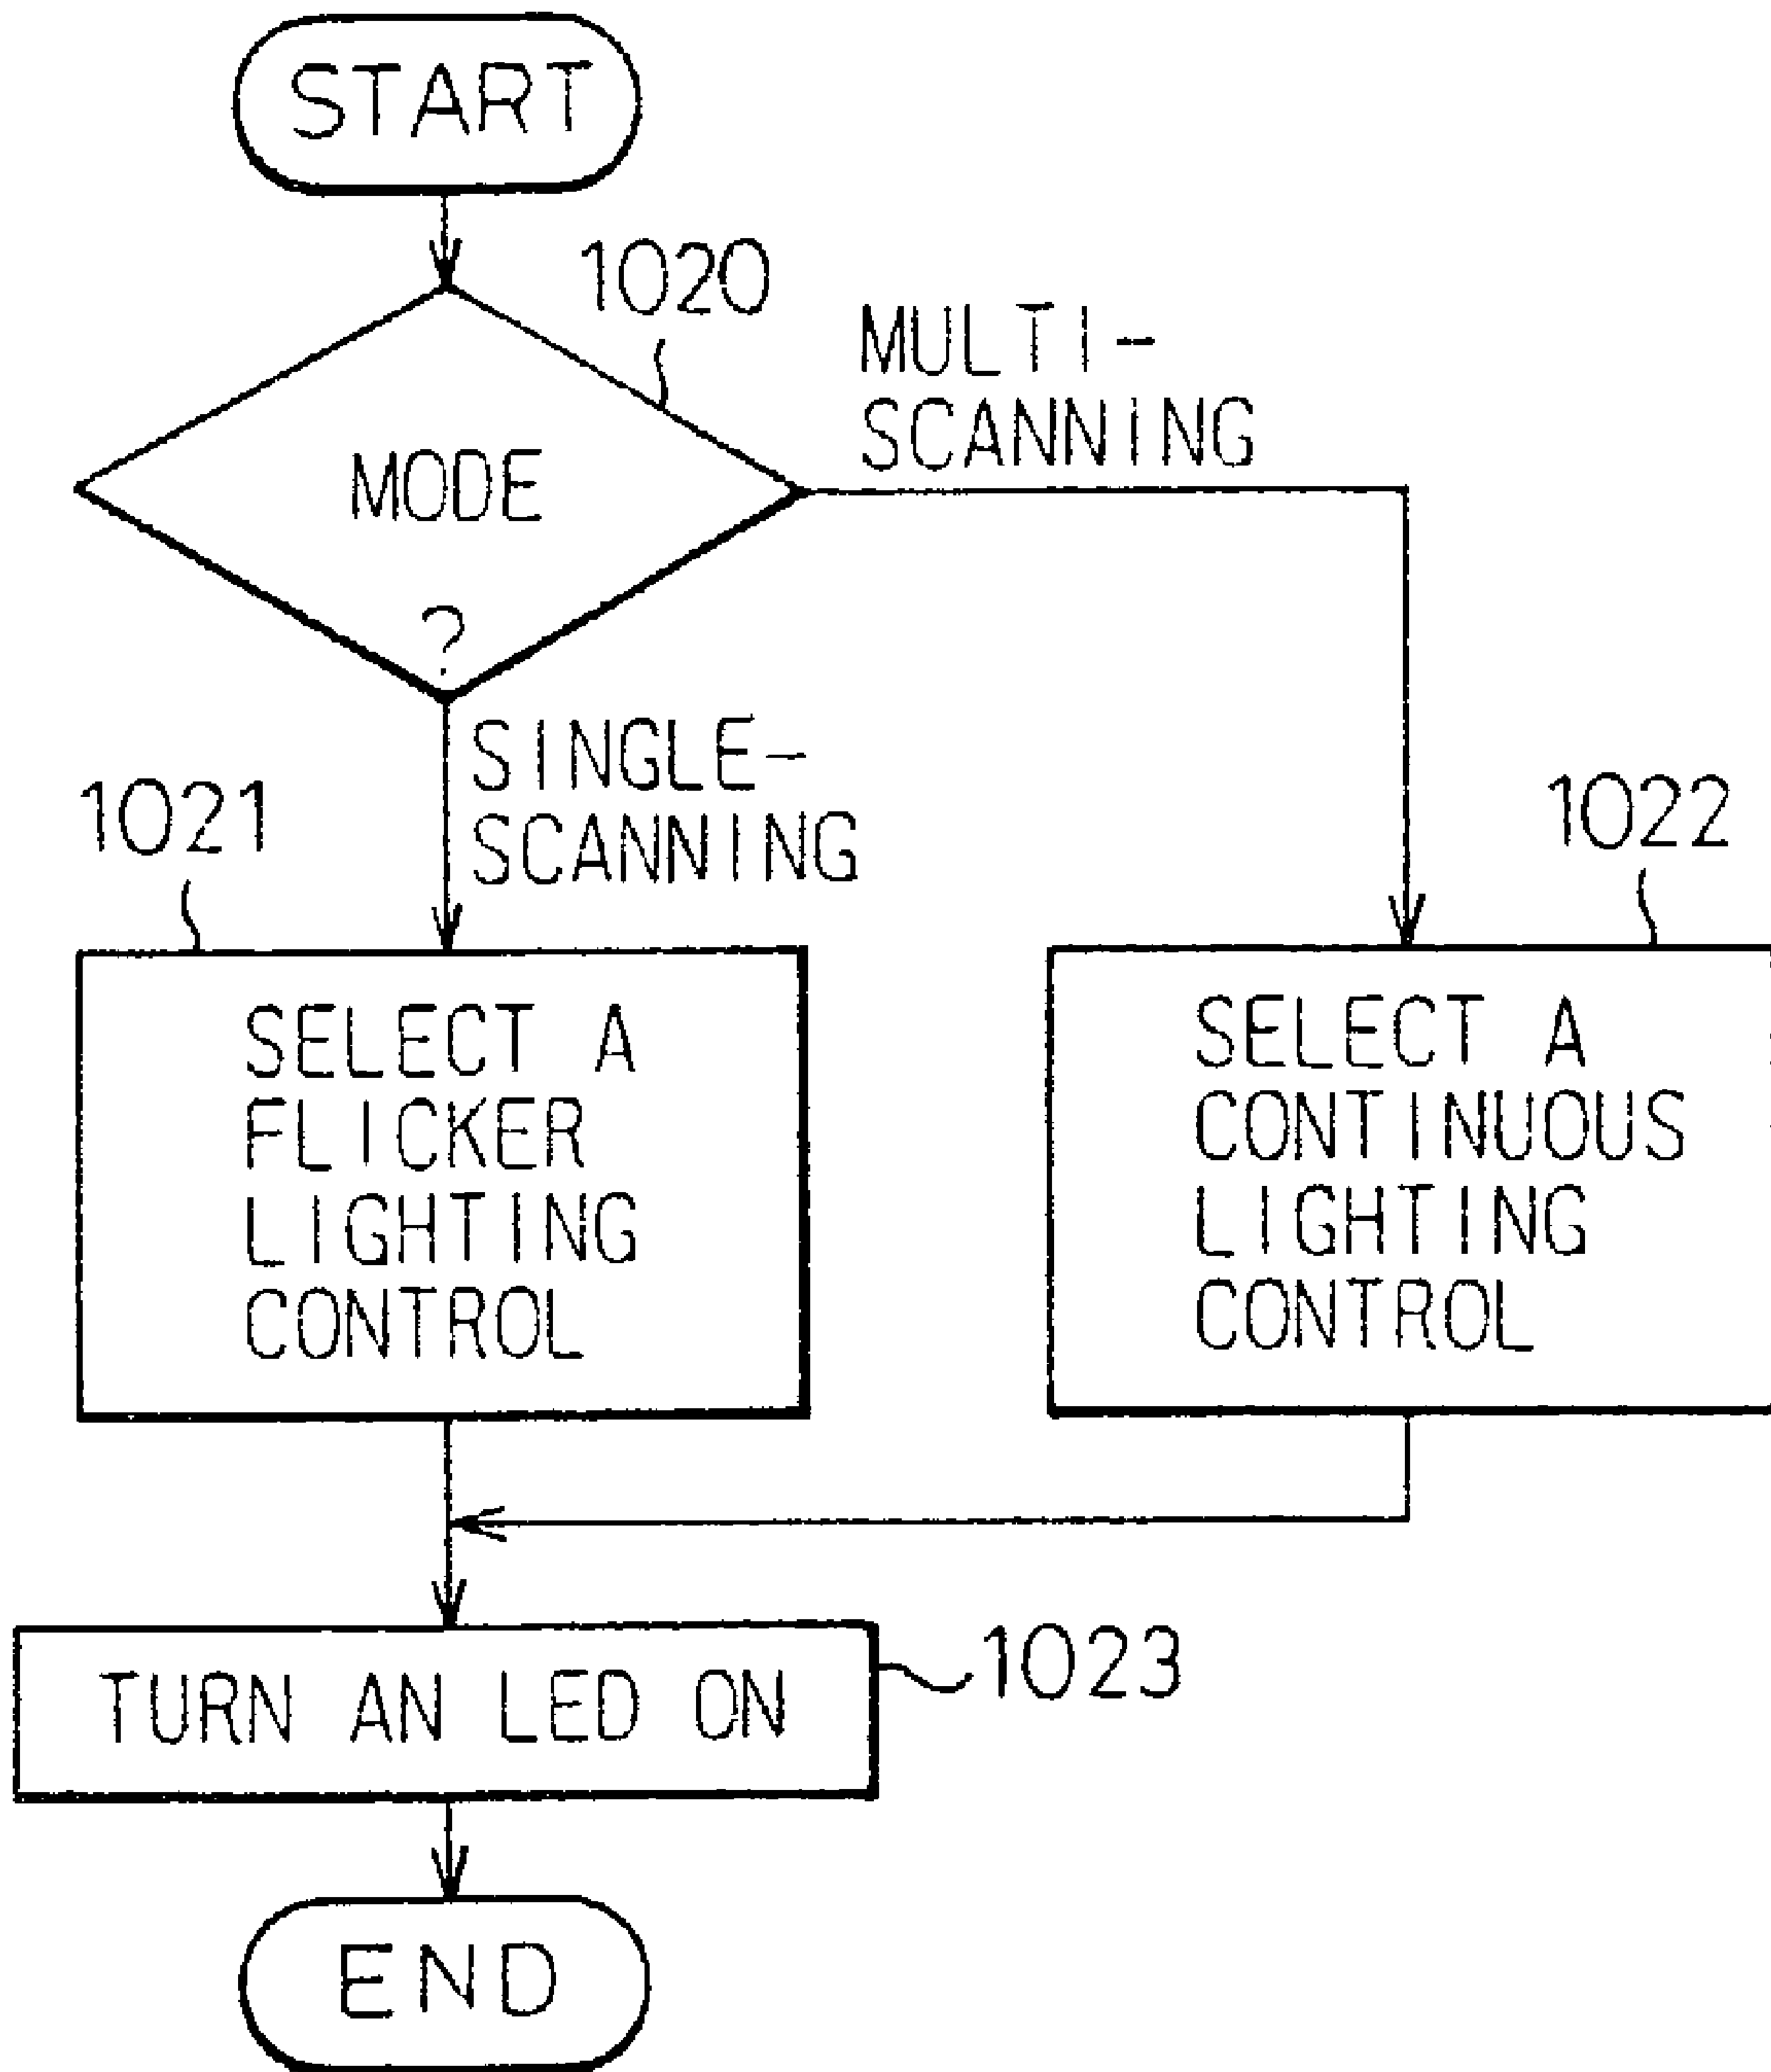 START
1020
MULTI-
SCANNING
MODE
?
SINGLE-
SCANNING
1021
1022
SELECT A
FLICKER
LIGHTING
CONTROL
SELECT A
CONTINUOUS
LIGHTING
CONTROL
TURN AN LED ON
1023
END